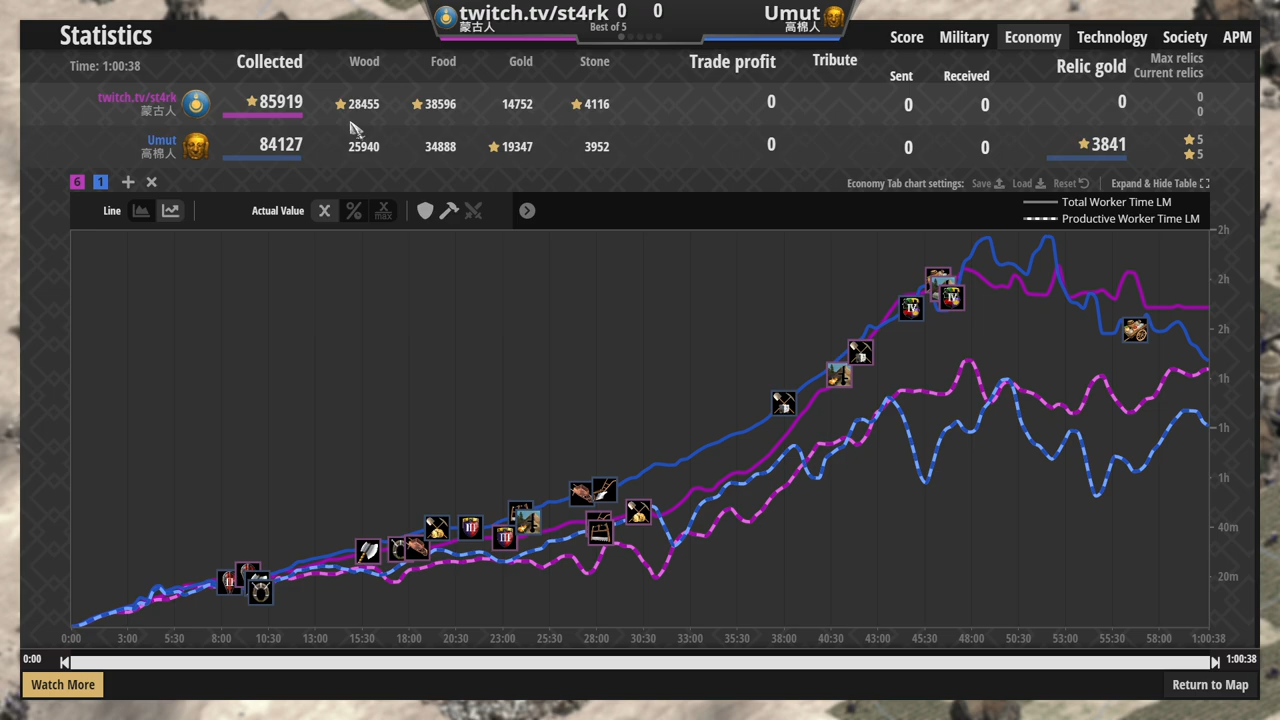 twitch.tv/st4rk 0 0 Umut
蒙古人 Best of 5 高棉人
Statistics
Score Military Economy Technology Society APM
Time: 1:00:38
Collected Wood Food Gold Stone Trade profit Tribute Sent Received Relic gold Max relics
Current relics
twitch.tv/st4rk 85919 28455 38596 14752 4116 0 0 0 0 0
蒙古人 0
Umut 84127 25940 34888 19347 3952 0 0 0 3841 5
高棉人 5
6 1
Economy Tab chart settings: Save Load Reset Expand & Hide Table
Line Actual Value X % X/max
Total Worker Time LM
Productive Worker Time LM
2h
2h
2h
1h
1h
1h
40m
20m
II
III
III
IV
IV
0:00 3:00 5:30 8:00 10:30 13:00 15:30 18:00 20:30 23:00 25:30 28:00 30:30 33:00 35:30 38:00 40:30 43:00 45:30 48:00 50:30 53:00 55:30 58:00 1:00:38
0:00 1:00:38
Watch More Return to Map